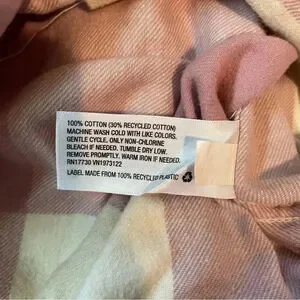 100% COTTON (30% RECYCLED COTTON)
MACHINE WASH COLD WITH LIKE COLORS.
GENTLE CYCLE. ONLY NON-CHLORINE
BLEACH IF NEEDED. TUMBLE DRY LOW.
REMOVE PROMPTLY. WARM IRON IF NEEDED.
RN17730 VN1973122
LABEL MADE FROM 100% RECYCLED PLASTIC